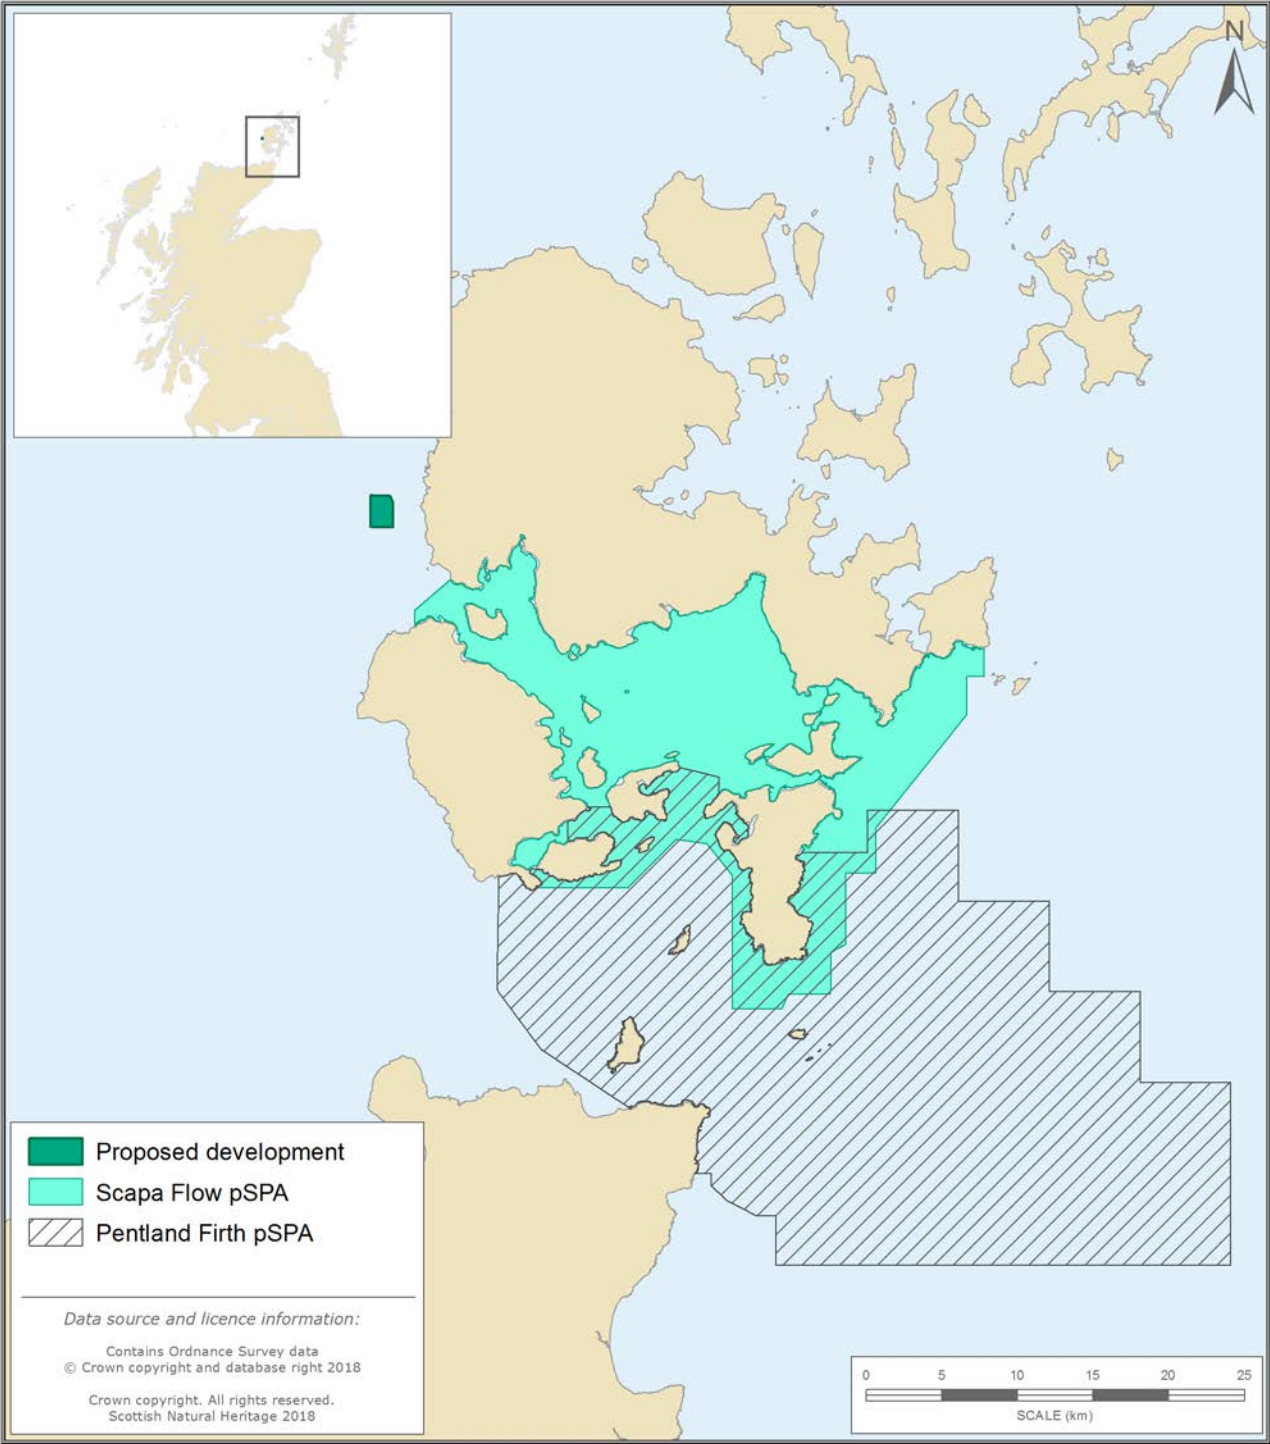 N
Proposed development
Scapa Flow pSPA
Pentland Firth pSPA
Data source and licence information:
Contains Ordnance Survey data
© Crown copyright and database right 2018
Crown copyright. All rights reserved.
Scottish Natural Heritage 2018
0 5 10 15 20 25
SCALE (km)